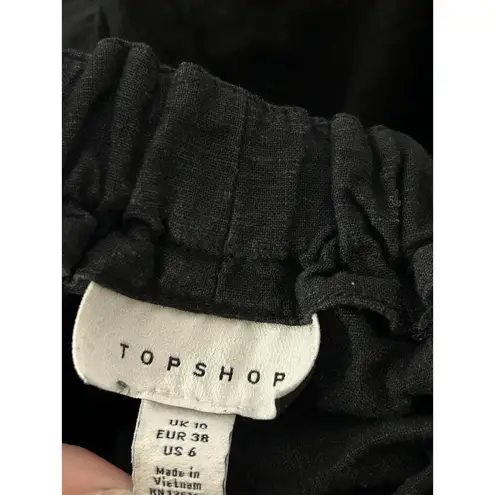 TOPSHOP
UK 10
EUR 38
US 6
Made in
Vietnam